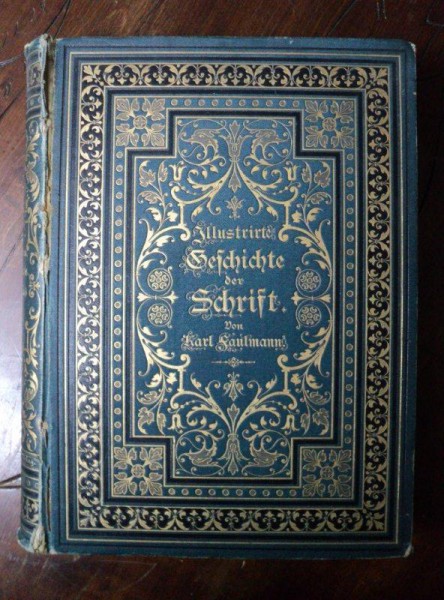 Illustrirte
Geschichte
der
Schrift.
Von
Karl Faulmann.